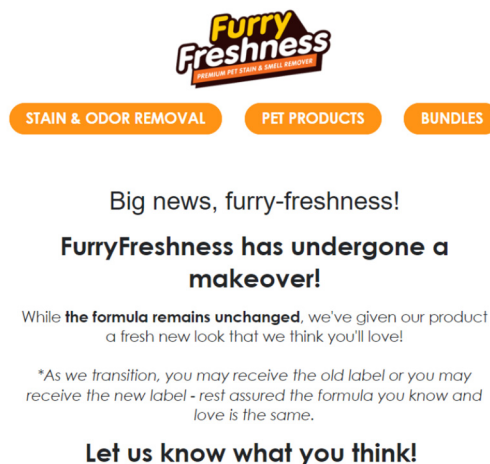 Furry
Freshness
PREMIUM PET STAIN & SMELL REMOVER
STAIN & ODOR REMOVAL PET PRODUCTS BUNDLES
Big news, furry-freshness!
FurryFreshness has undergone a
makeover!
While the formula remains unchanged, we've given our product
a fresh new look that we think you'll love!
*As we transition, you may receive the old label or you may
receive the new label - rest assured the formula you know and
love is the same.
Let us know what you think!